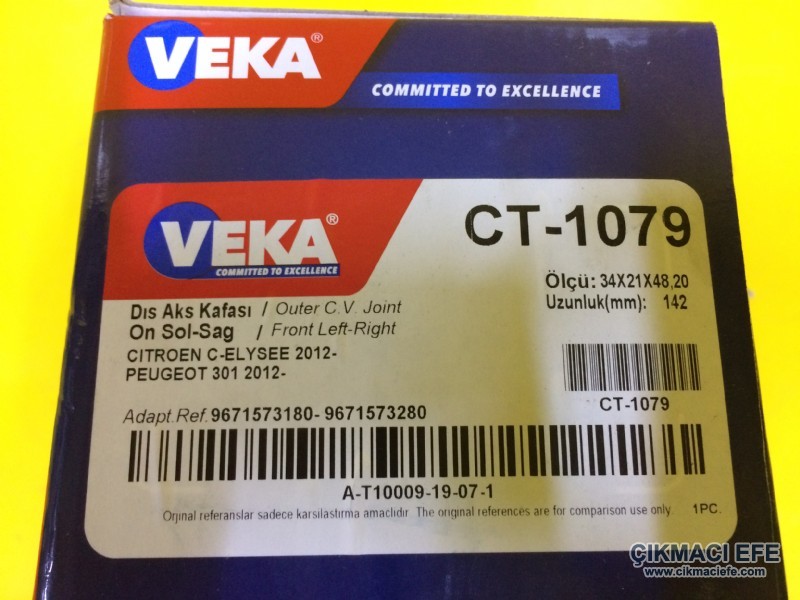 VEKA®
COMMITTED TO EXCELLENCE
VEKA®
COMMITTED TO EXCELLENCE
CT-1079
Ölçü: 34X21X48,20
Uzunluk(mm): 142
Dıs Aks Kafası / Outer C.V. Joint
On Sol-Sag / Front Left-Right
CITROEN C-ELYSEE 2012-
PEUGEOT 301 2012-
CT-1079
Adapt.Ref.9671573180- 9671573280
A-T10009-19-07-1
Orjinal referanslar sadece karsılastırma amaclıdır. The original references are for comparison use only. 1PC.
ÇIKMACI EFE
www.cikmaciefe.com